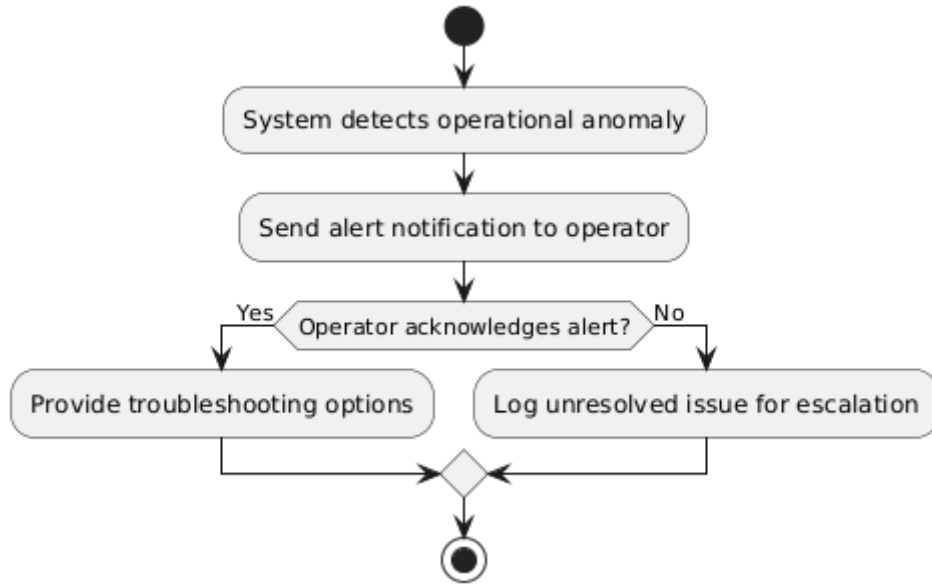 System detects operational anomaly
Send alert notification to operator
Yes
Operator acknowledges alert?
No
Provide troubleshooting options
Log unresolved issue for escalation